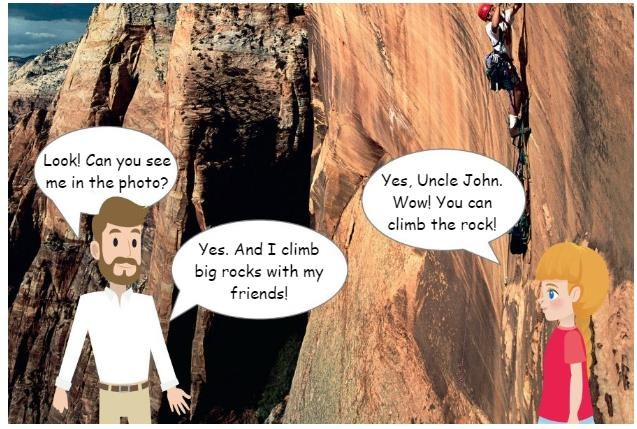 Look! Can you see
me in the photo?
Yes, Uncle John.
Wow! You can
climb the rock!
Yes. And I climb
big rocks with my
friends!